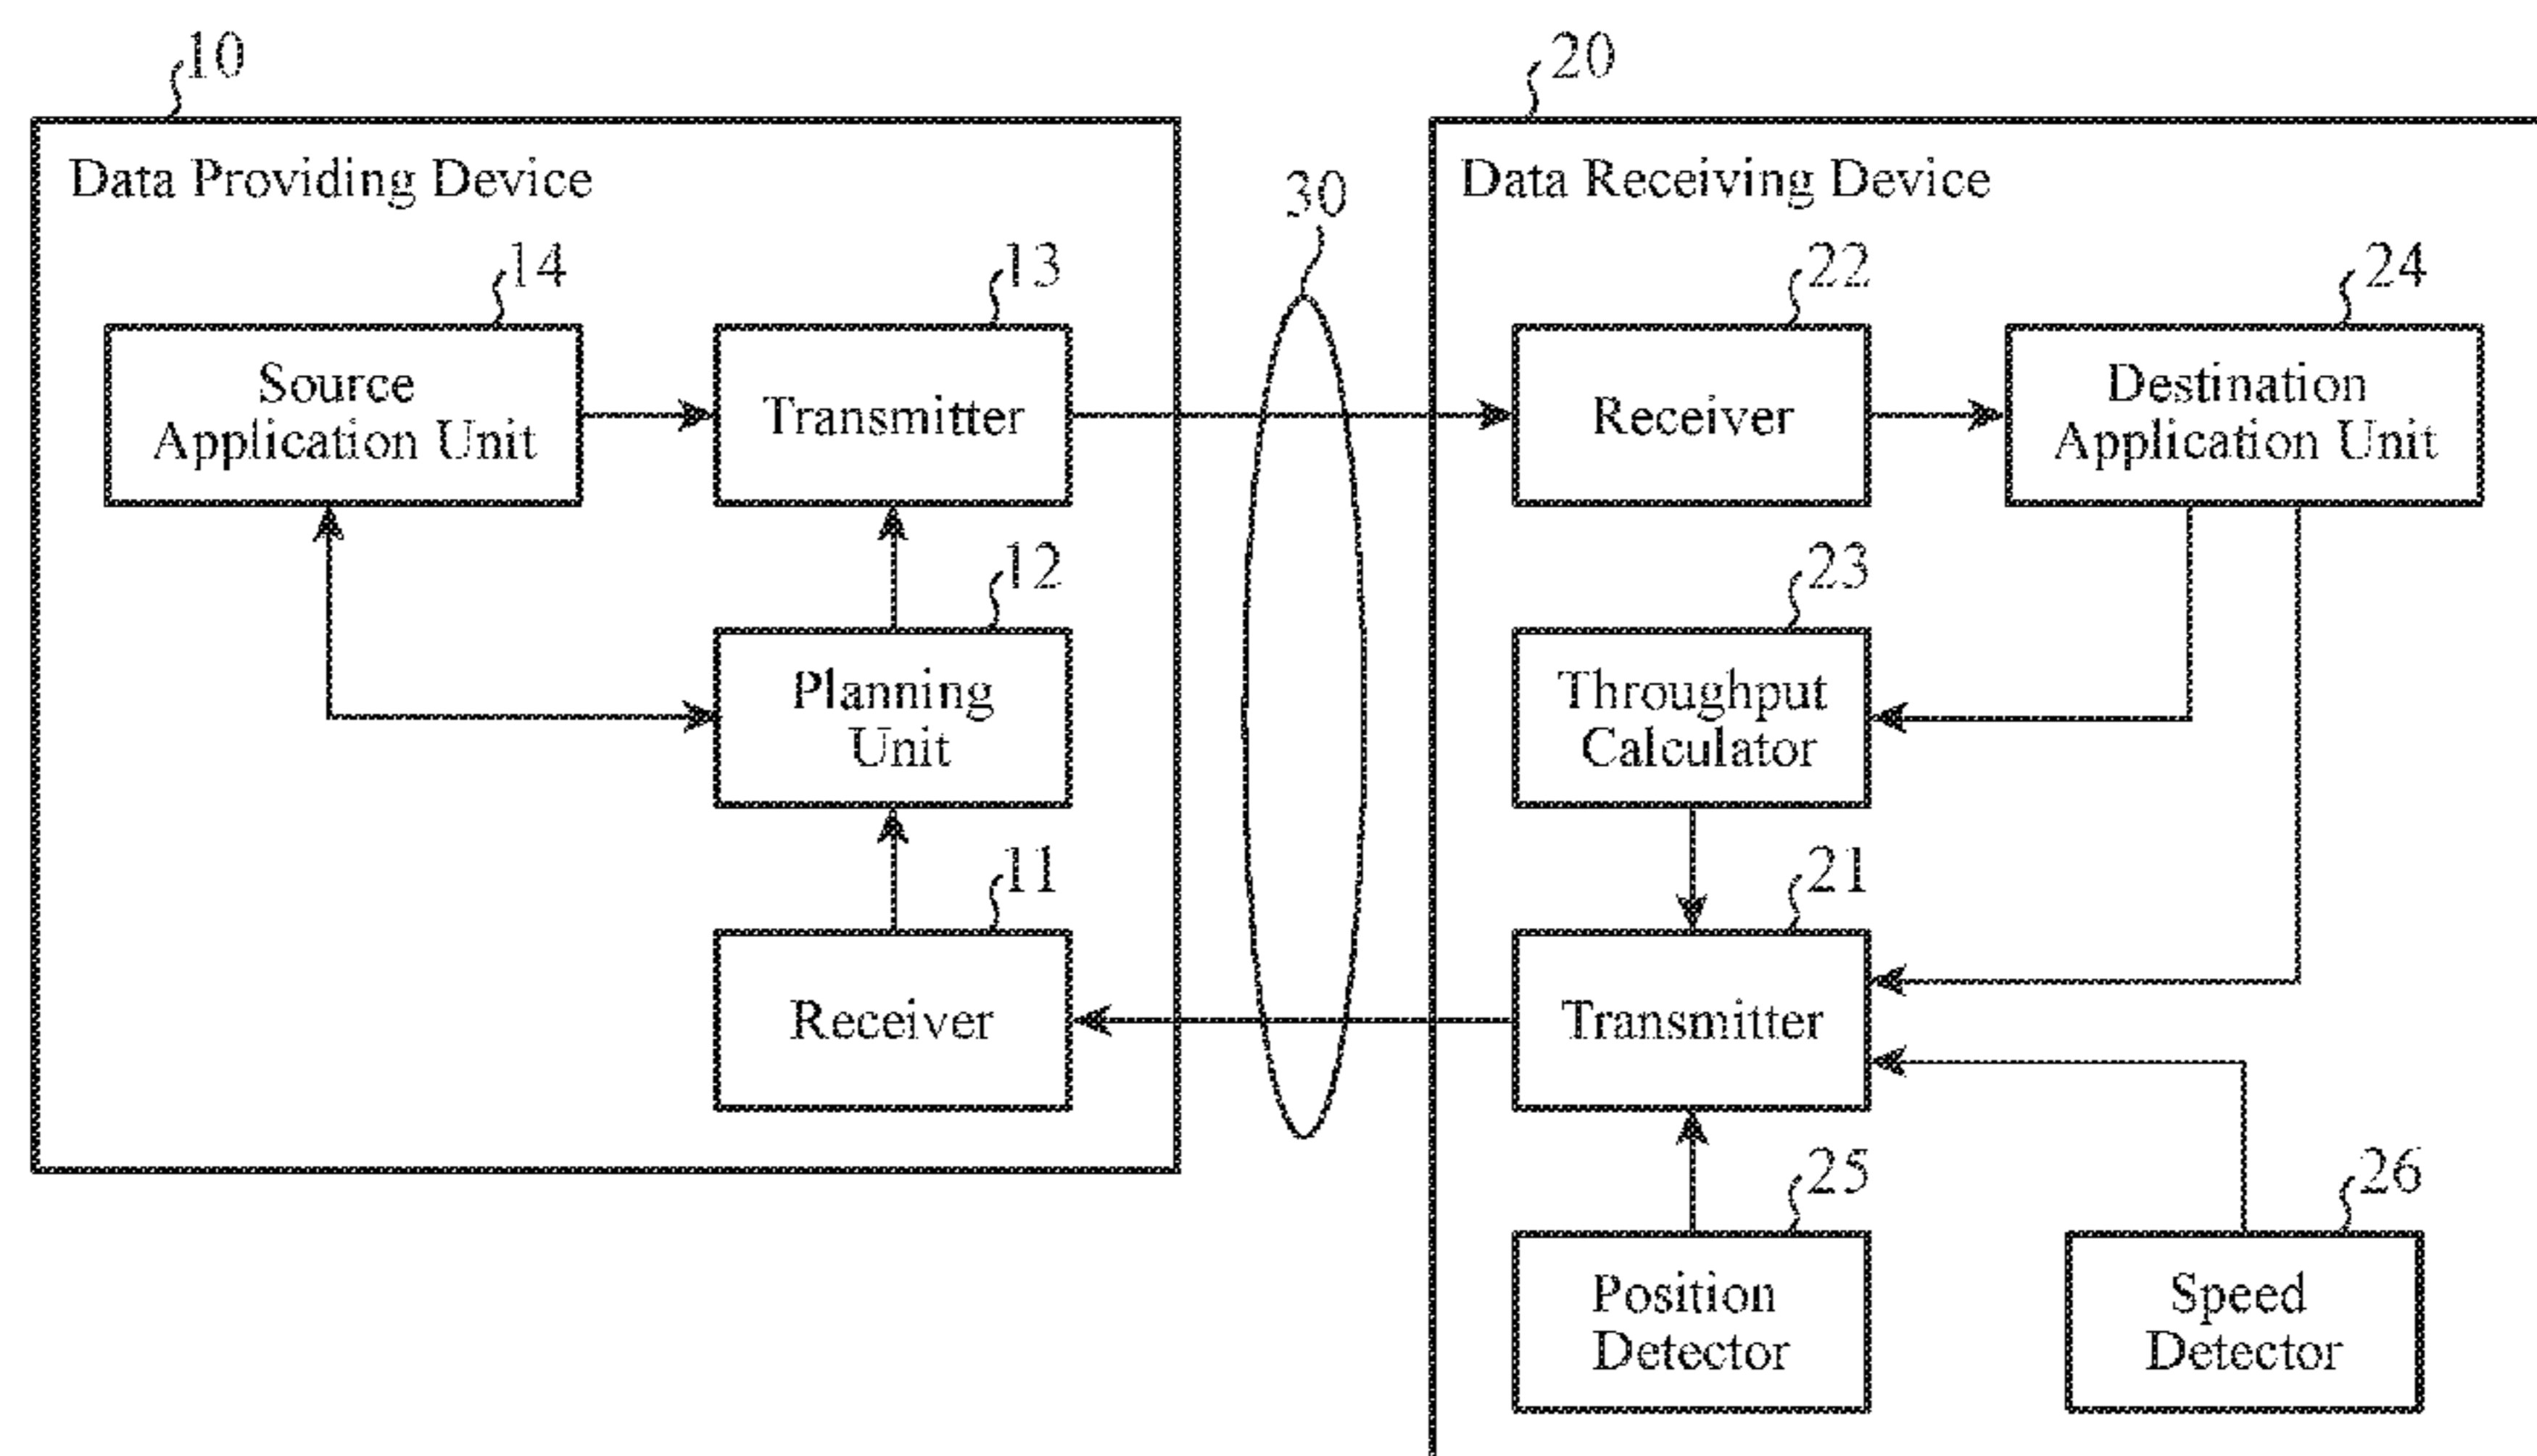 10
20
Data Providing Device
30
Data Receiving Device
14
13
22
24
Source
Application Unit
Transmitter
Receiver
Destination
Application Unit
12
23
Planning
Unit
Throughput
Calculator
11
21
Receiver
Transmitter
25
26
Position
Detector
Speed
Detector